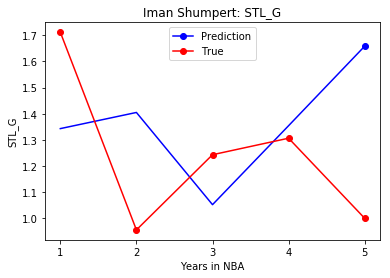 Iman Shumpert: STL_G
Prediction
True
1.7
1.6
1.5
1.4
1.3
1.2
1.1
1.0
STL_G
1 2 3 4 5
Years in NBA